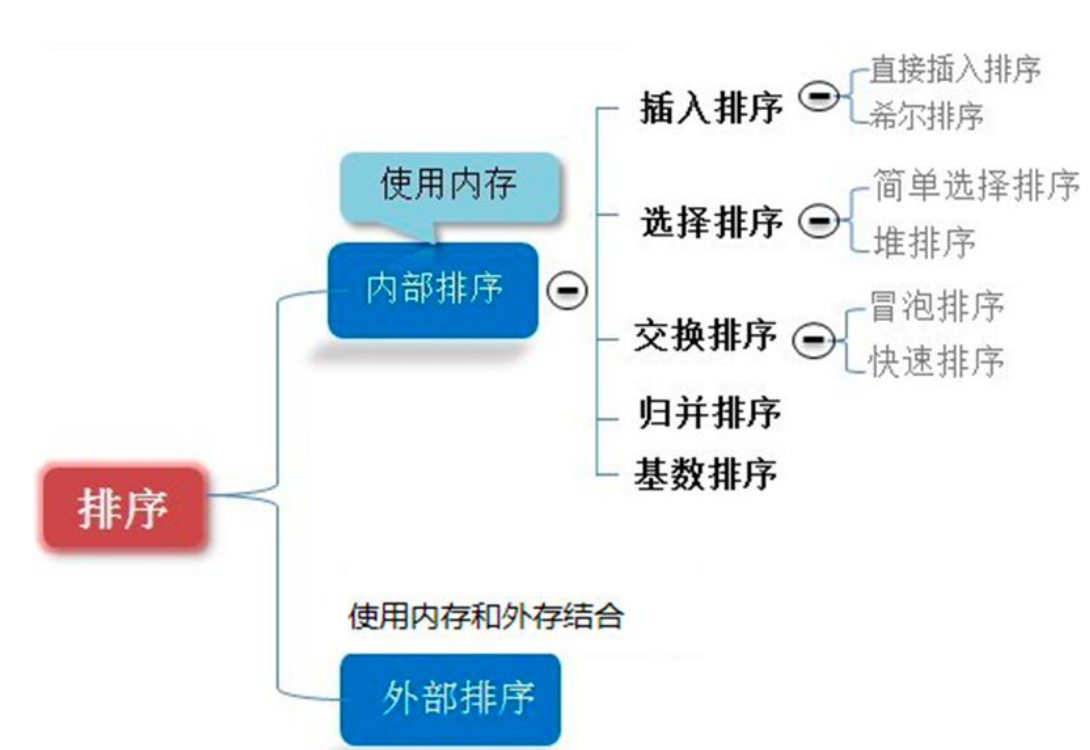 直接插入排序
插入排序
希尔排序
使用内存
简单选择排序
选择排序
堆排序
内部排序
冒泡排序
交换排序
快速排序
归并排序
基数排序
排序
使用内存和外存结合
外部排序